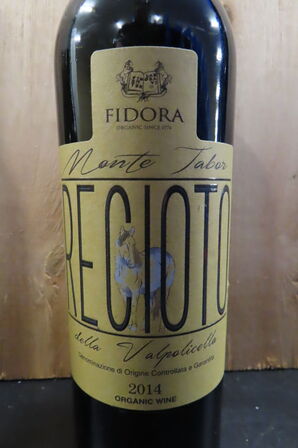 FIDORA
ORGANIC SINCE 1974
Monte Tabor
RECIOTO
della Valpolicella
Denominazione di Origine Controllata e Garantita
2014
ORGANIC WINE